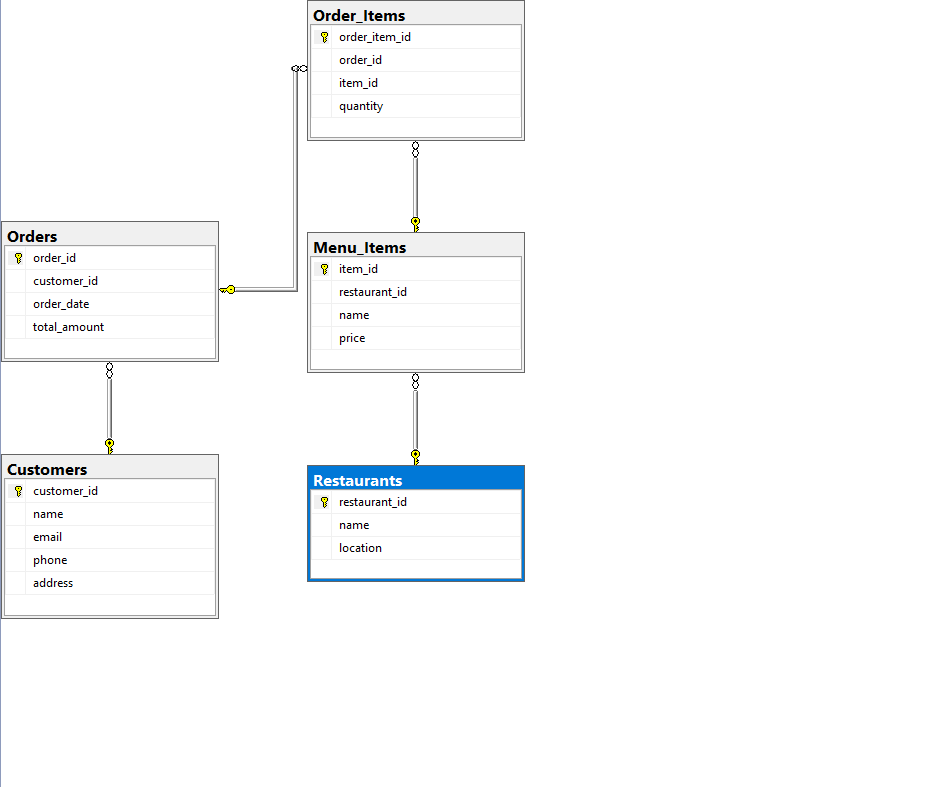 Order_Items
order_item_id
order_id
item_id
quantity
Orders
order_id
customer_id
order_date
total_amount
Menu_Items
item_id
restaurant_id
name
price
Customers
customer_id
name
email
phone
address
Restaurants
restaurant_id
name
location